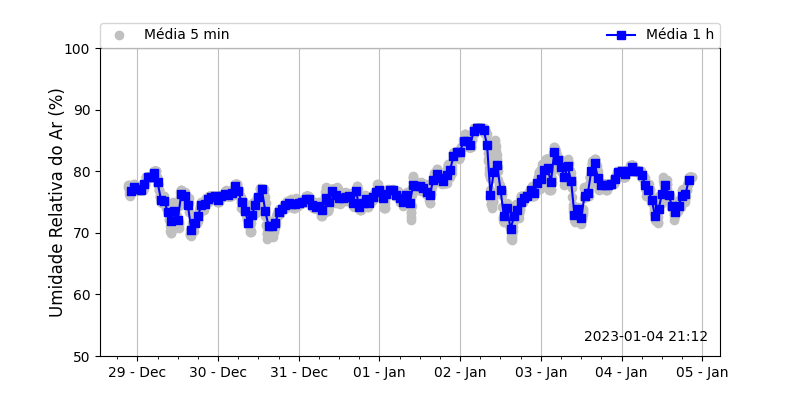 Média 5 min
Média 1 h
Umidade Relativa do Ar (%)
100
90
80
70
60
50
2023-01-04 21:12
29 - Dec
30 - Dec
31 - Dec
01 - Jan
02 - Jan
03 - Jan
04 - Jan
05 - Jan